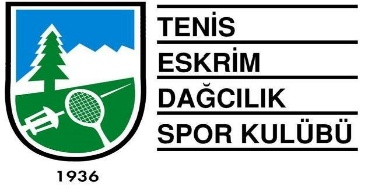 TENİS
ESKRİM
DAĞCILIK
SPOR KULÜBÜ
1936